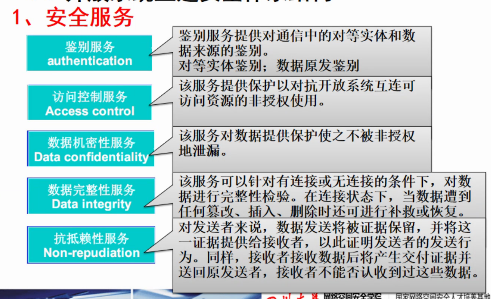 1、安全服务
鉴别服务
authentication
鉴别服务提供对通信中的对等实体和数
据来源的鉴别。
对等实体鉴别；数据原发鉴别
访问控制服务
Access control
该服务提供保护以对抗开放系统互连可
访问资源的非授权使用。
数据机密性服务
Data confidentiality
该服务对数据提供保护使之不被非授权
地泄漏。
数据完整性服务
Data integrity
该服务可以针对有连接或无连接的条件下，对数
据进行完整性检验。在连接状态下，当数据遭到
任何篡改、插入、删除时还可进行补救或恢复。
抗抵赖性服务
Non-repudiation
对发送者来说，数据发送将被证据保留，并将这
一证据提供给接收者，以此证明发送者的发送行
为。同样，接收者接收数据后将产生交付证据并
送回原发送者，接收者不能否认收到过这些数据。